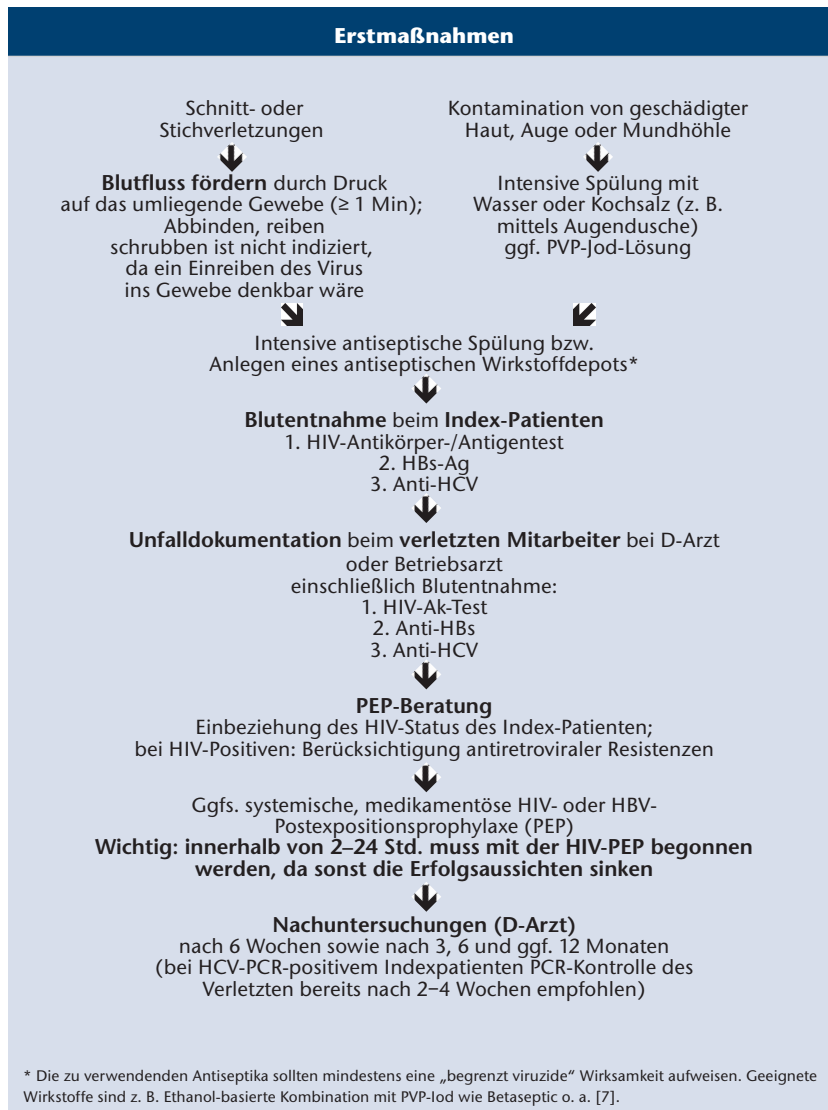 Erstmaßnahmen
Schnitt- oder
Stichverletzungen
Blutfluss fördern durch Druck
auf das umliegende Gewebe (≥ 1 Min);
Abbinden, reiben
schrubben ist nicht indiziert,
da ein Einreiben des Virus
ins Gewebe denkbar wäre
Kontamination von geschädigter
Haut, Auge oder Mundhöhle
Intensive Spülung mit
Wasser oder Kochsalz (z. B.
mittels Augendusche)
ggf. PVP-Jod-Lösung
Intensive antiseptische Spülung bzw.
Anlegen eines antiseptischen Wirkstoffdepots*
Blutentnahme beim Index-Patienten
1. HIV-Antikörper-/Antigentest
2. HBs-Ag
3. Anti-HCV
Unfalldokumentation beim verletzten Mitarbeiter bei D-Arzt
oder Betriebsarzt
einschließlich Blutentnahme:
1. HIV-Ak-Test
2. Anti-HBs
3. Anti-HCV
PEP-Beratung
Einbeziehung des HIV-Status des Index-Patienten;
bei HIV-Positiven: Berücksichtigung antiretroviraler Resistenzen
Ggfs. systemische, medikamentöse HIV- oder HBV-
Postexpositionsprophylaxe (PEP)
Wichtig: innerhalb von 2–24 Std. muss mit der HIV-PEP begonnen
werden, da sonst die Erfolgsaussichten sinken
Nachuntersuchungen (D-Arzt)
nach 6 Wochen sowie nach 3, 6 und ggf. 12 Monaten
(bei HCV-PCR-positivem Indexpatienten PCR-Kontrolle des
Verletzten bereits nach 2–4 Wochen empfohlen)
* Die zu verwendenden Antiseptika sollten mindestens eine „begrenzt viruzide“ Wirksamkeit aufweisen. Geeignete
Wirkstoffe sind z. B. Ethanol-basierte Kombination mit PVP-Iod wie Betaseptic o. a. [7].